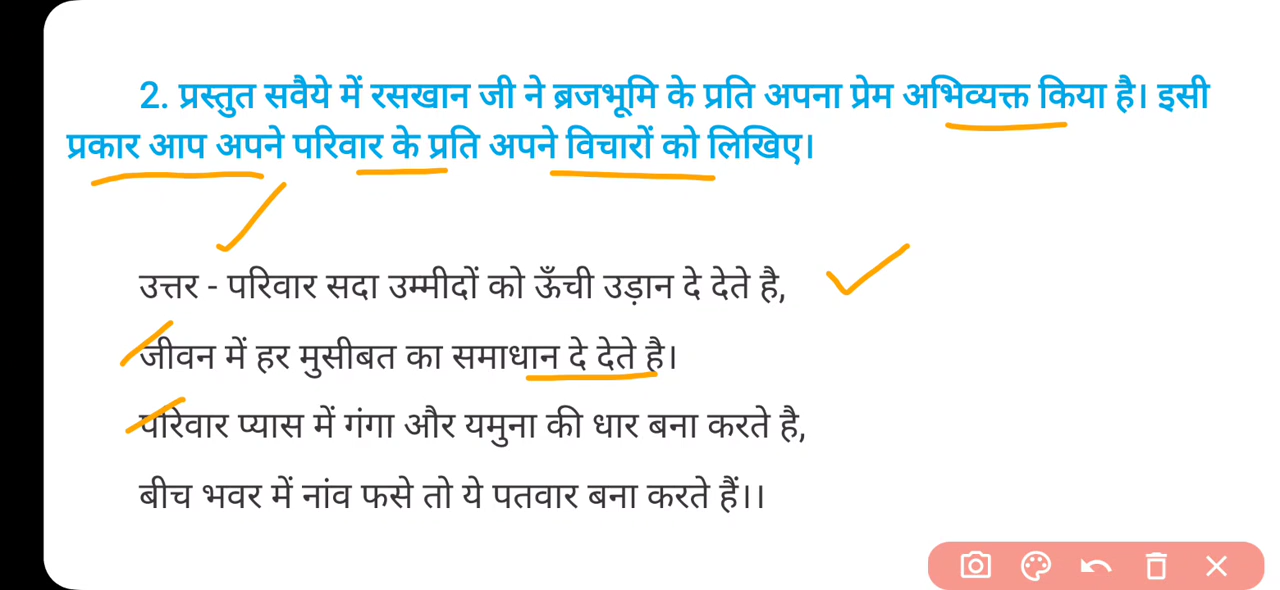 2. प्रस्तुत सवैये में रसखान जी ने ब्रजभूमि के प्रति अपना प्रेम अभिव्यक्त किया है। इसी
प्रकार आप अपने परिवार के प्रति अपने विचारों को लिखिए।
उत्तर - परिवार सदा उम्मीदों को ऊँची उड़ान दे देते है,
जीवन में हर मुसीबत का समाधान दे देते है।
परिवार प्यास में गंगा और यमुना की धार बना करते है,
बीच भवर में नांव फसे तो ये पतवार बना करते हैं।।